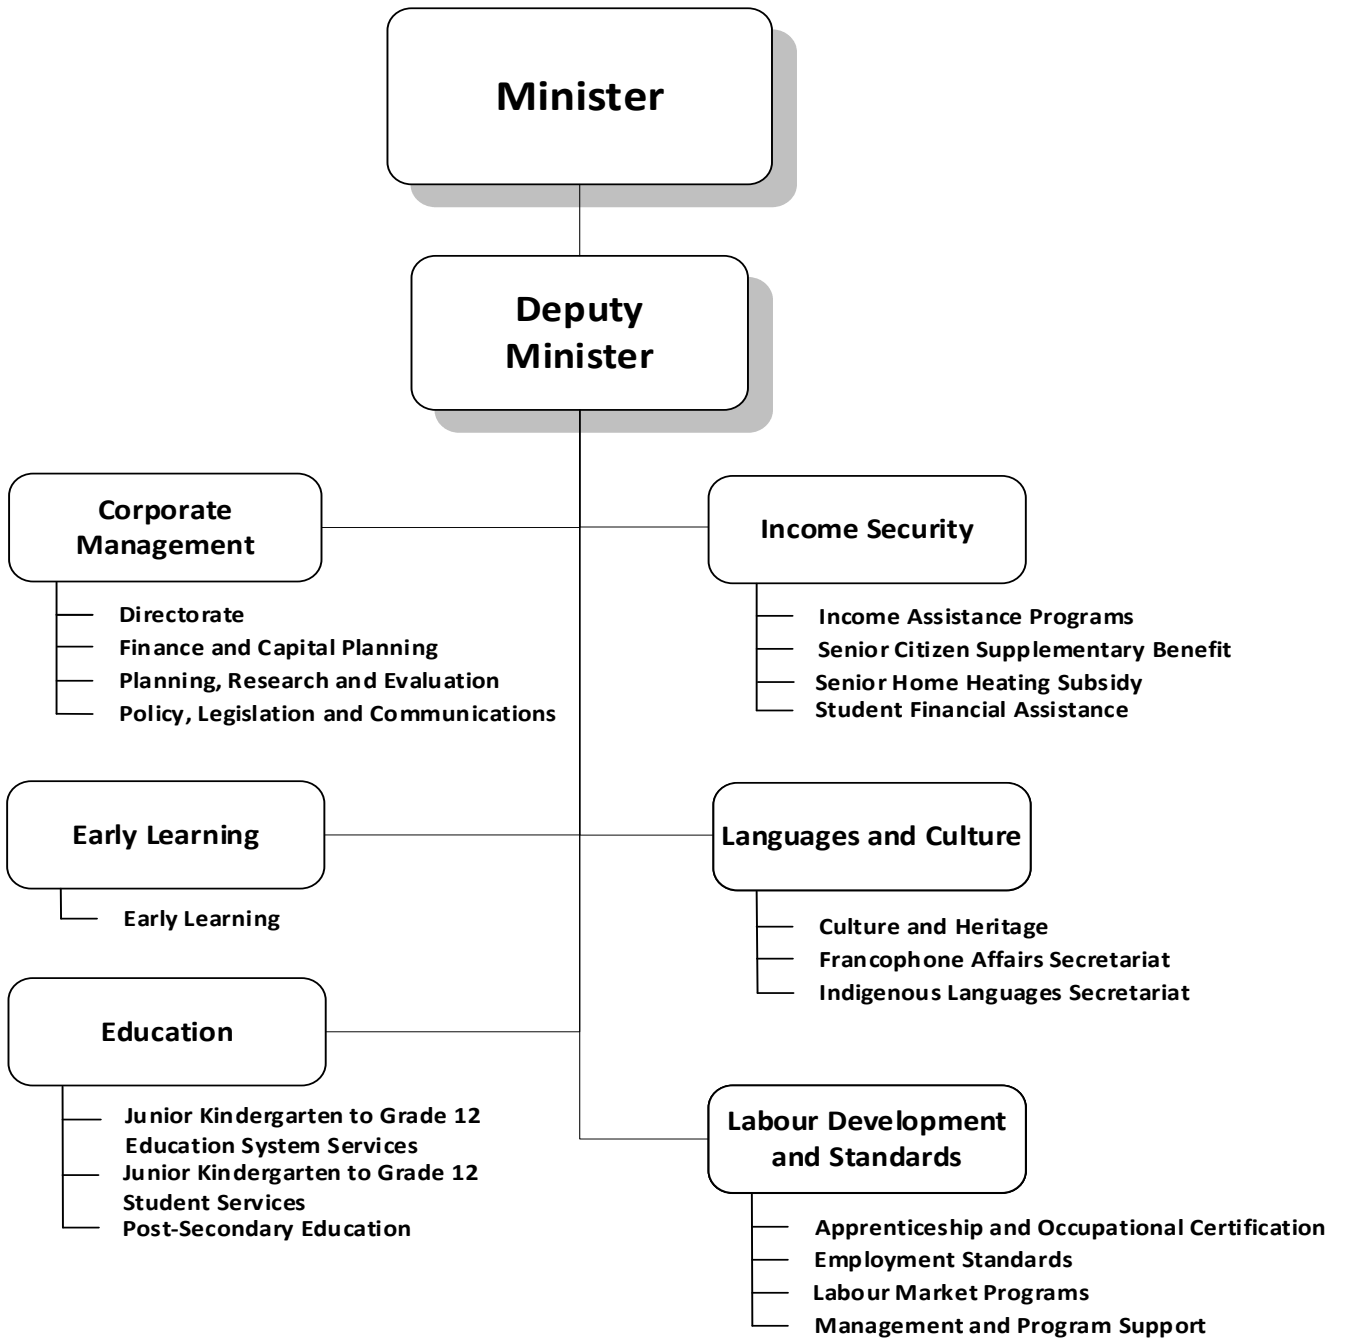 Minister
Deputy
Minister
Corporate
Management
Directorate
Finance and Capital Planning
Planning, Research and Evaluation
Policy, Legislation and Communications
Income Security
Income Assistance Programs
Senior Citizen Supplementary Benefit
Senior Home Heating Subsidy
Student Financial Assistance
Early Learning
Early Learning
Languages and Culture
Culture and Heritage
Francophone Affairs Secretariat
Indigenous Languages Secretariat
Education
Junior Kindergarten to Grade 12
Education System Services
Junior Kindergarten to Grade 12
Student Services
Post-Secondary Education
Labour Development
and Standards
Apprenticeship and Occupational Certification
Employment Standards
Labour Market Programs
Management and Program Support